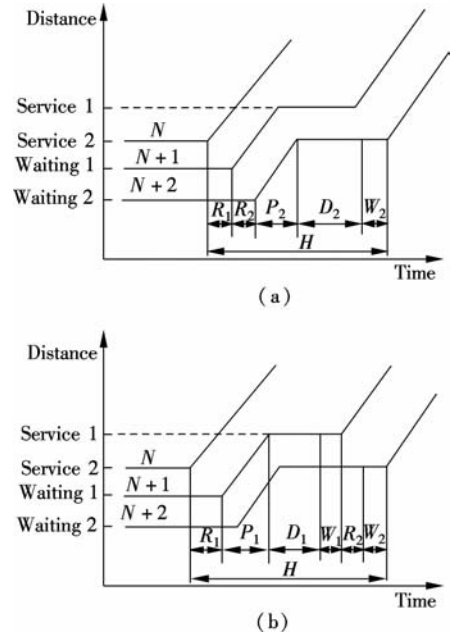 Distance
Service 1
Service 2
N
Waiting 1
N + 1
Waiting 2
N + 2
R₁ R₂ P₂ D₂ W₂
H
Time
(a)
Distance
Service 1
Service 2
N
Waiting 1
N + 1
Waiting 2
N + 2
R₁ P₁ D₁ W₁ R₂ W₂
H
Time
(b)